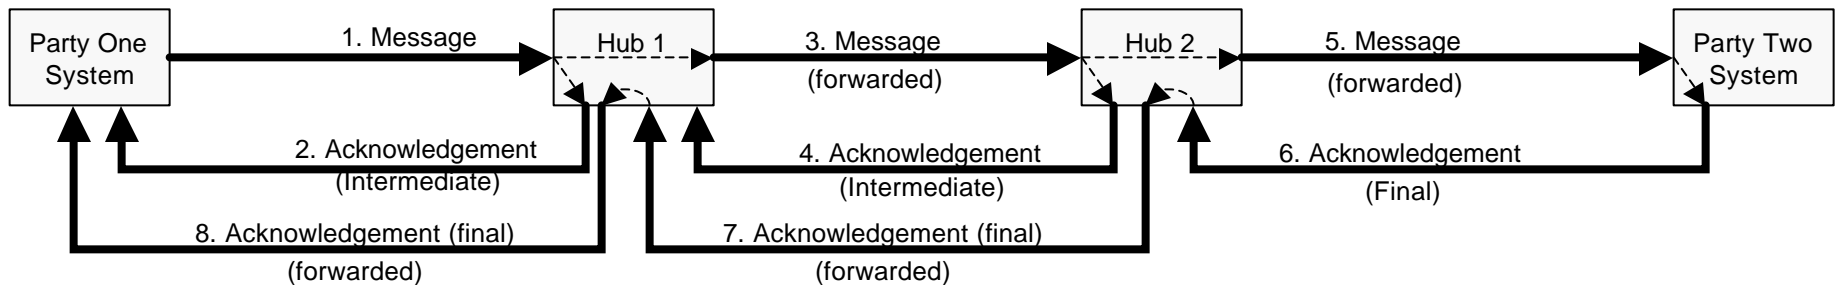 Party One
System
1. Message
Hub 1
3. Message
(forwarded)
Hub 2
5. Message
(forwarded)
Party Two
System
2. Acknowledgement
(Intermediate)
4. Acknowledgement
(Intermediate)
6. Acknowledgement
(Final)
8. Acknowledgement (final)
(forwarded)
7. Acknowledgement (final)
(forwarded)